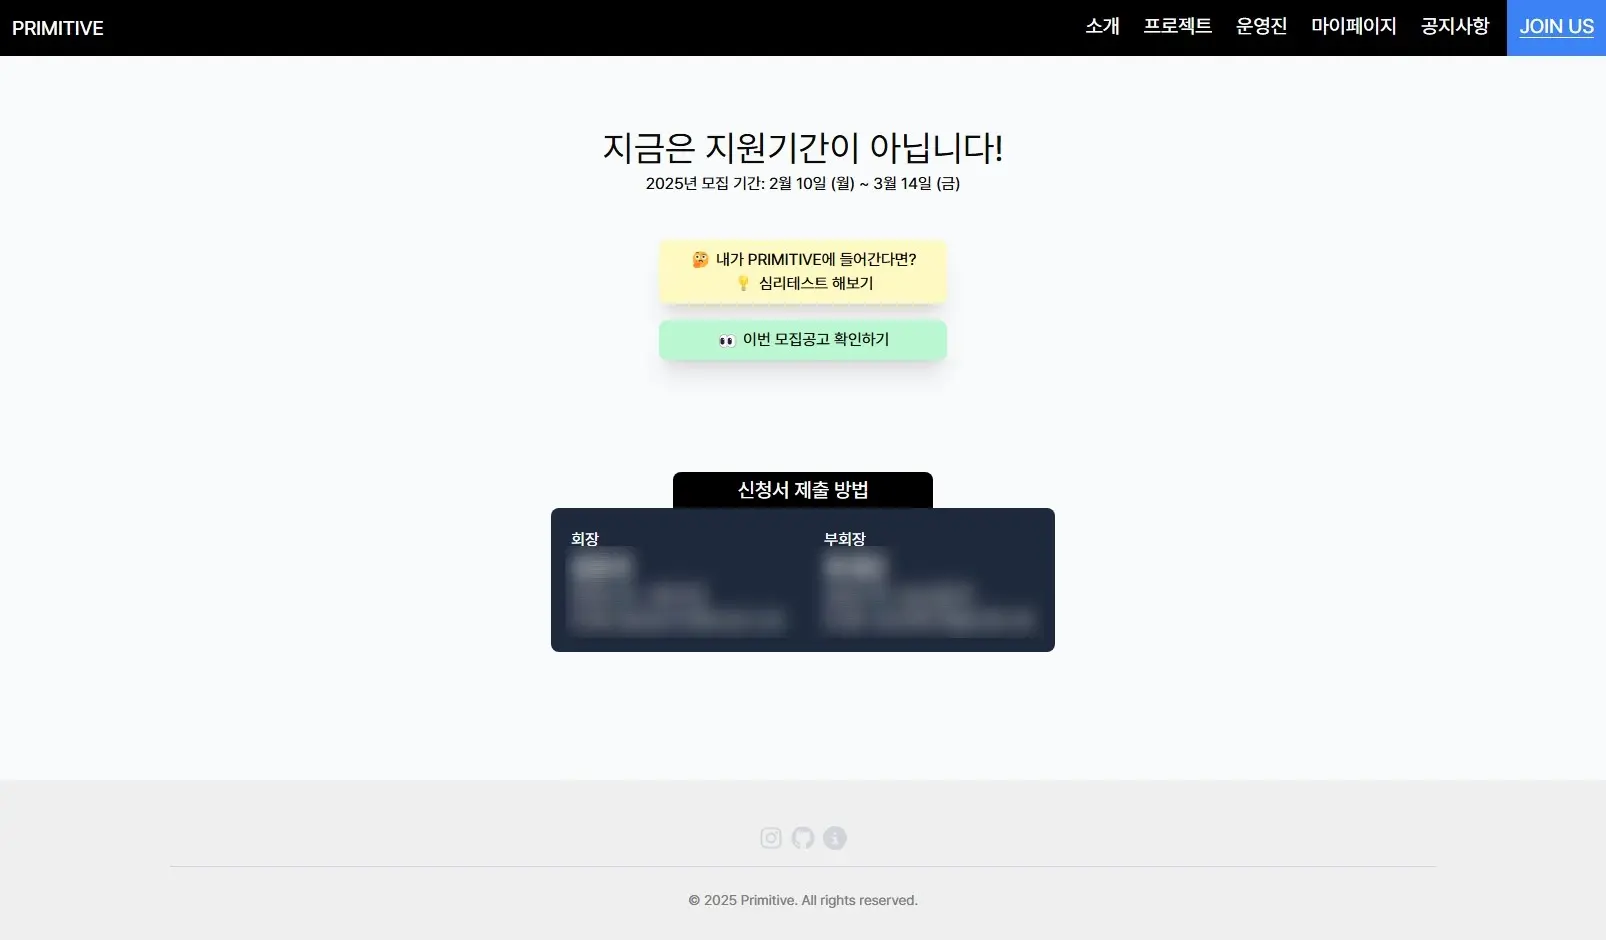 PRIMITIVE
소개 프로젝트 운영진 마이페이지 공지사항 JOIN US
지금은 지원기간이 아닙니다!
2025년 모집 기간: 2월 10일 (월) ~ 3월 14일 (금)
🤔 내가 PRIMITIVE에 들어간다면?
💡 심리테스트 해보기
👀 이번 모집공고 확인하기
신청서 제출 방법
회장 부회장
© 2025 Primitive. All rights reserved.